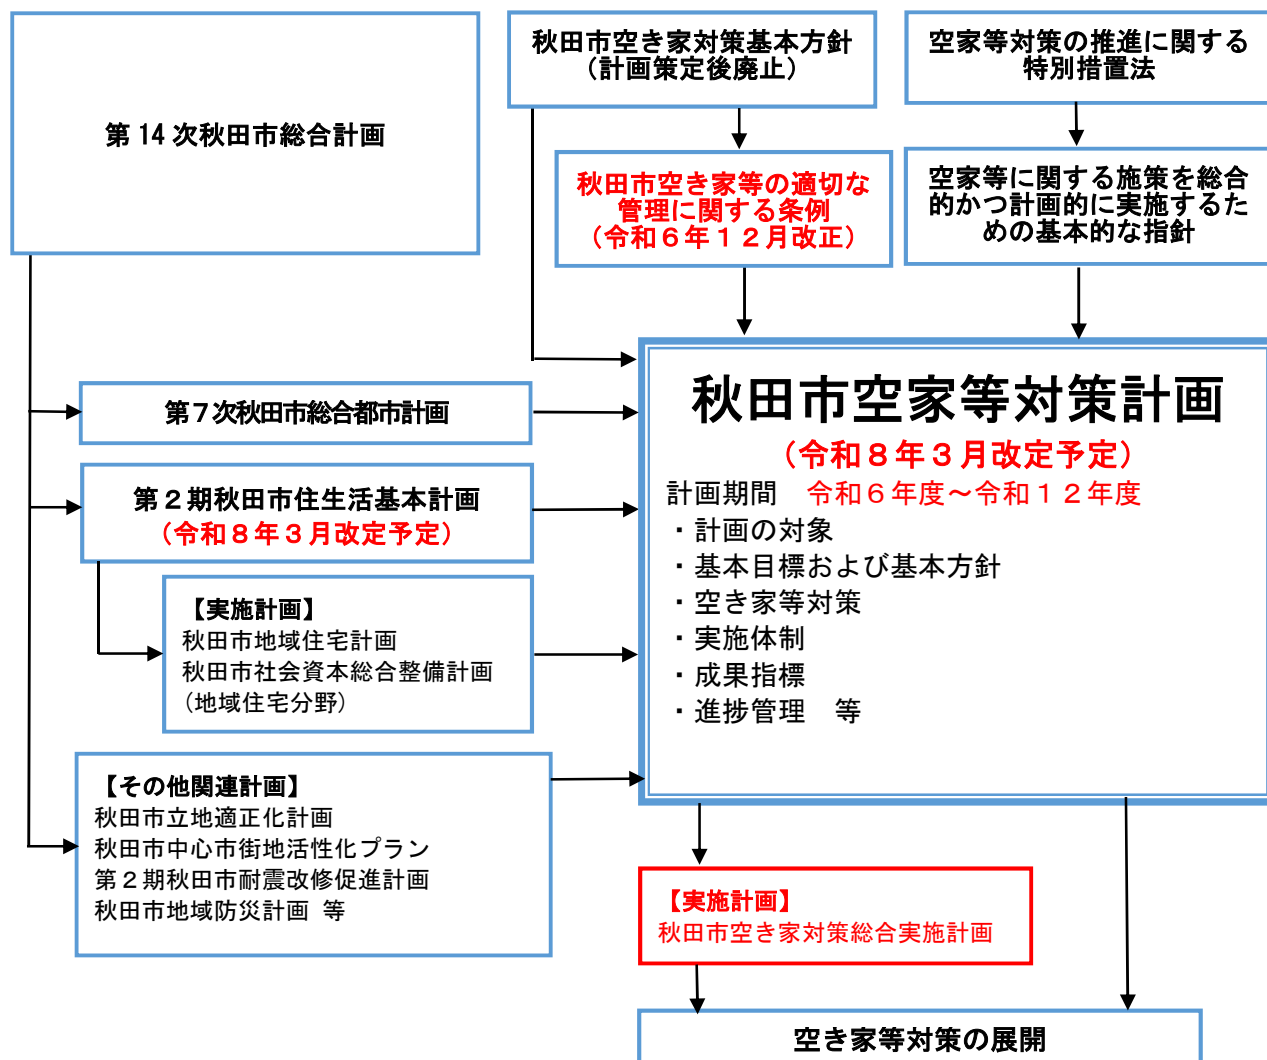 第14次秋田市総合計画
秋田市空き家対策基本方針
（計画策定後廃止）
空家等対策の推進に関する
特別措置法
秋田市空き家等の適切な
管理に関する条例
（令和６年１２月改正）
空家等に関する施策を総合
的かつ計画的に実施するた
めの基本的な指針
第７次秋田市総合都市計画
第２期秋田市住生活基本計画
（令和８年３月改定予定）
【実施計画】
秋田市地域住宅計画
秋田市社会資本総合整備計画
(地域住宅分野)
【その他関連計画】
秋田市立地適正化計画
秋田市中心市街地活性化プラン
第２期秋田市耐震改修促進計画
秋田市地域防災計画 等
秋田市空家等対策計画
（令和８年３月改定予定）
計画期間　令和６年度～令和１２年度
・計画の対象
・基本目標および基本方針
・空き家等対策
・実施体制
・成果指標
・進捗管理　等
【実施計画】
秋田市空き家対策総合実施計画
空き家等対策の展開